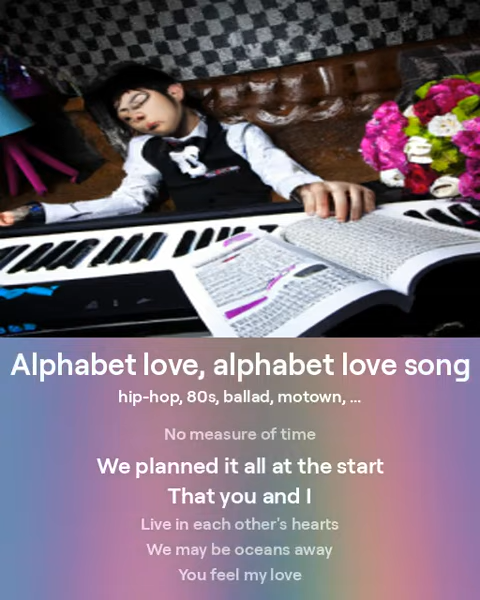 Alphabet love, alphabet love song
hip-hop, 80s, ballad, motown, ...
No measure of time
We planned it all at the start
That you and I
Live in each other's hearts
We may be oceans away
You feel my love